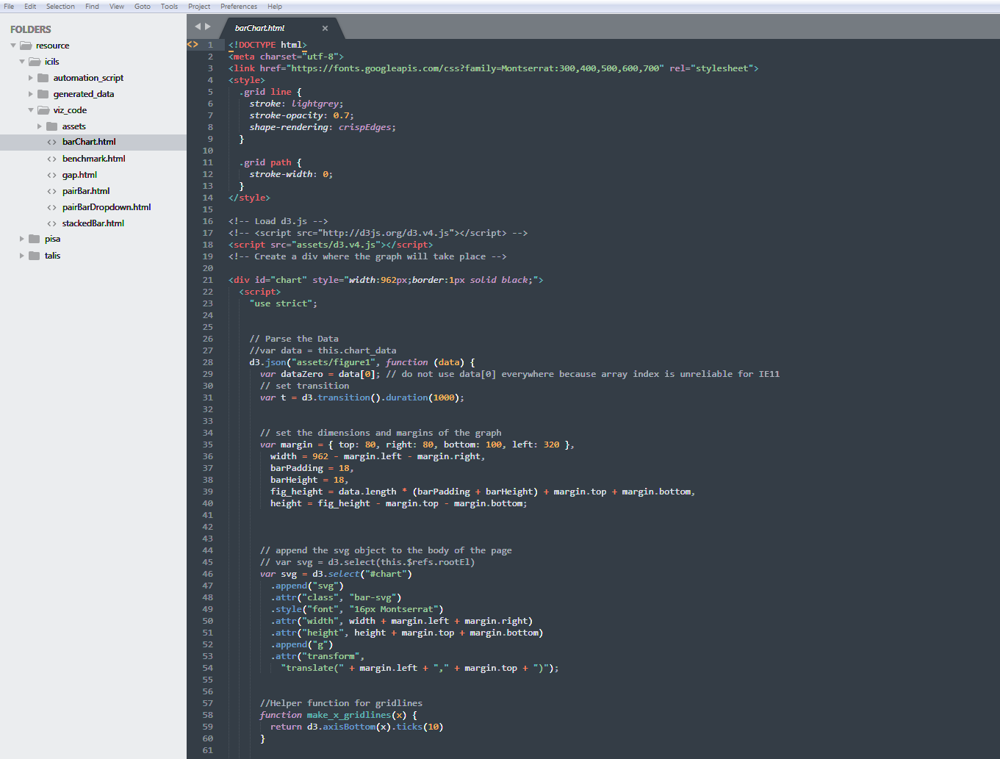 File Edit Selection Find View Goto Tools Project Preferences Help
FOLDERS
resource
icils
automation_script
generated_data
viz_code
assets
barChart.html
benchmark.html
gap.html
pairBar.html
pairBarDropdown.html
stackedBar.html
pisa
talis
barChart.html ×
<> 1 <!DOCTYPE html>
2 <meta charset="utf-8">
3 <link href="https://fonts.googleapis.com/css?family=Montserrat:300,400,500,600,700" rel="stylesheet">
4 <style>
5 .grid line {
6 stroke: lightgrey;
7 stroke-opacity: 0.7;
8 shape-rendering: crispEdges;
9 }
10
11 .grid path {
12 stroke-width: 0;
13 }
14 </style>
15
16 <!-- Load d3.js -->
17 <!-- <script src="http://d3js.org/d3.v4.js"></script> -->
18 <script src="assets/d3.v4.js"></script>
19 <!-- Create a div where the graph will take place -->
20
21 <div id="chart" style="width:962px;border:1px solid black;">
22 <script>
23 "use strict";
24
25
26 // Parse the Data
27 //var data = this.chart_data
28 d3.json("assets/figure1", function (data) {
29 var dataZero = data[0]; // do not use data[0] everywhere because array index is unreliable for IE11
30 // set transition
31 var t = d3.transition().duration(1000);
32
33
34 // set the dimensions and margins of the graph
35 var margin = { top: 80, right: 80, bottom: 100, left: 320 },
36 width = 962 - margin.left - margin.right,
37 barPadding = 18,
38 barHeight = 18,
39 fig_height = data.length * (barPadding + barHeight) + margin.top + margin.bottom,
40 height = fig_height - margin.top - margin.bottom;
41
42
43
44 // append the svg object to the body of the page
45 // var svg = d3.select(this.$refs.rootEl)
46 var svg = d3.select("#chart")
47 .append("svg")
48 .attr("class", "bar-svg")
49 .style("font", "16px Montserrat")
50 .attr("width", width + margin.left + margin.right)
51 .attr("height", height + margin.top + margin.bottom)
52 .append("g")
53 .attr("transform",
54 "translate(" + margin.left + "," + margin.top + ")");
55
56
57 //Helper function for gridlines
58 function make_x_gridlines(x) {
59 return d3.axisBottom(x).ticks(10)
60 }
61